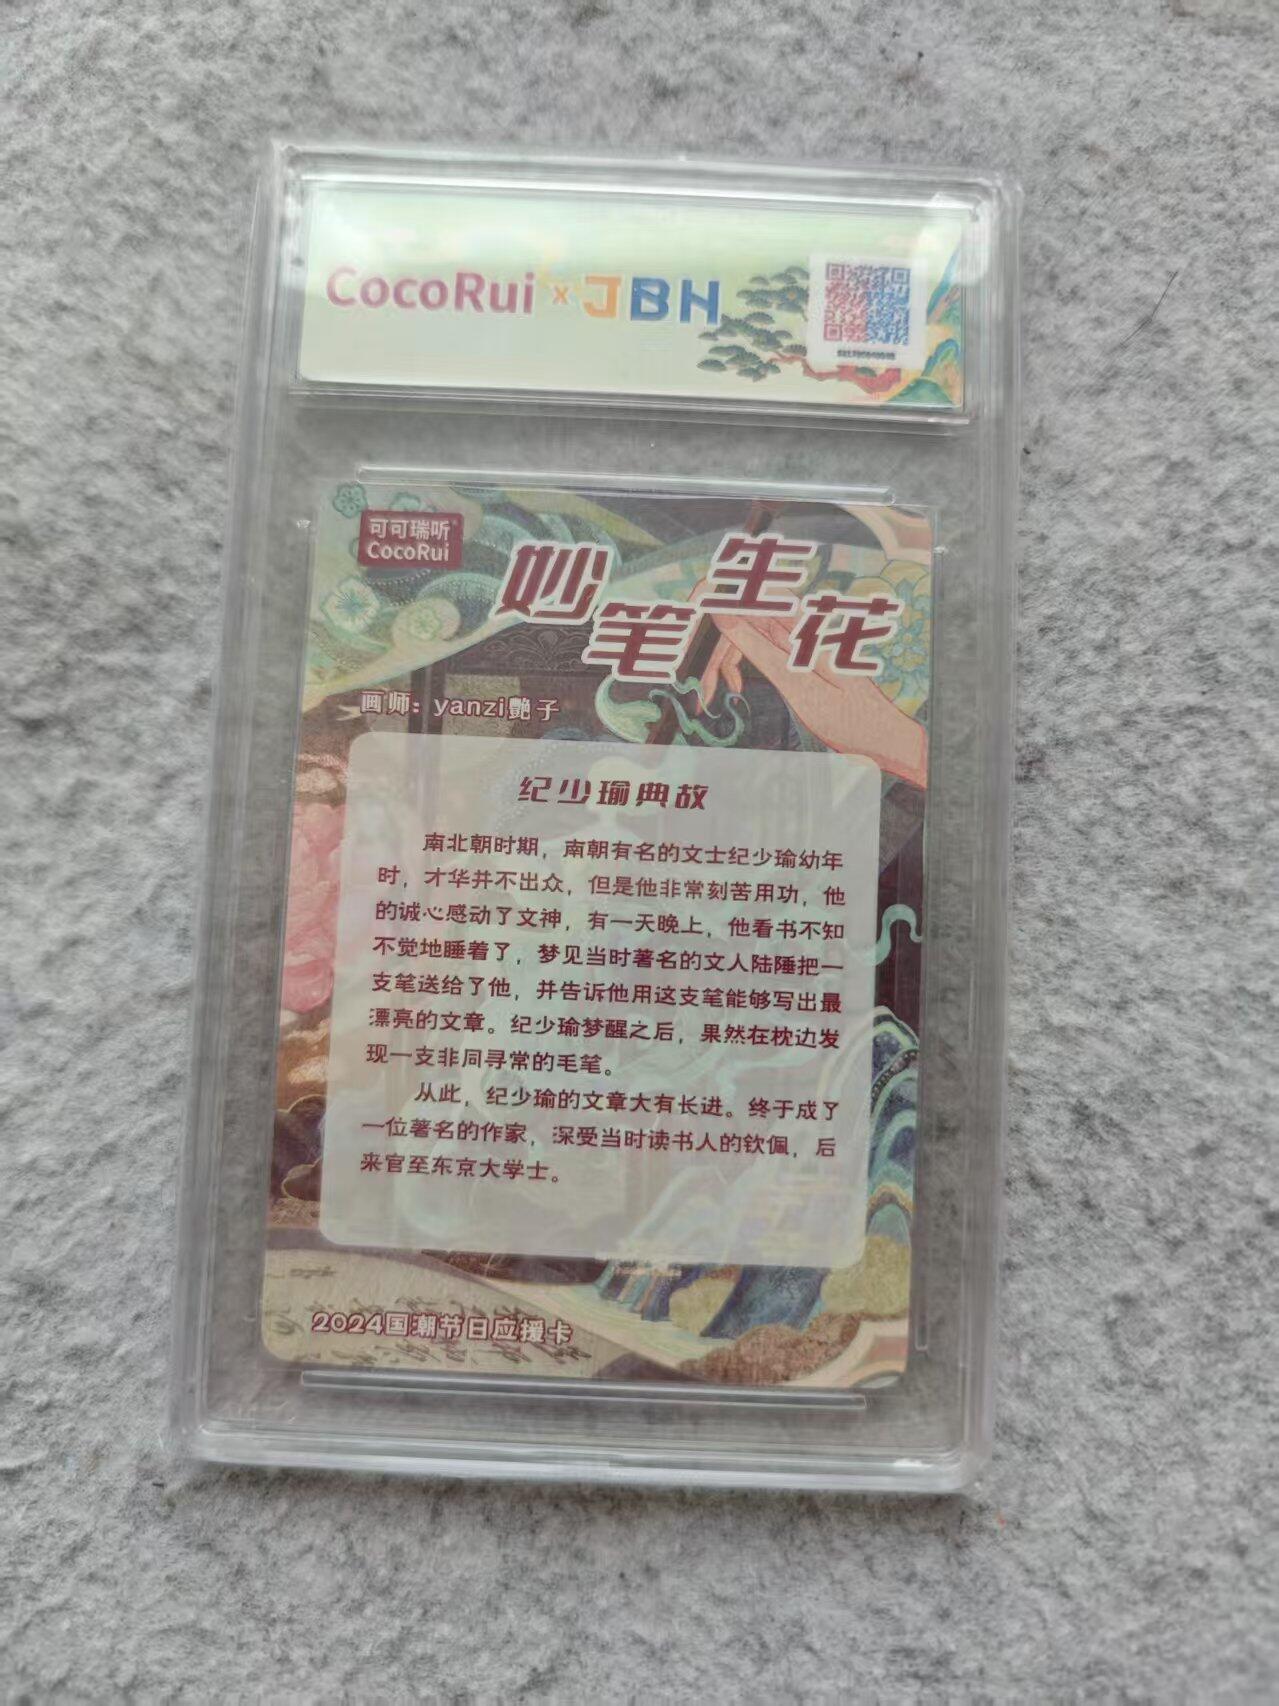 CocoRui x JBH
可可瑞听
CocoRui
妙笔生花
画师：yanzi艷子
纪少瑜典故
南北朝时期，南朝有名的文士纪少瑜幼年
时，才华并不出众，但是他非常刻苦用功，他
的诚心感动了文神，有一天晚上，他看书不知
不觉地睡着了，梦见当时著名的文人陆陲把一
支笔送给了他，并告诉他用这支笔能够写出最
漂亮的文章。纪少瑜梦醒之后，果然在枕边发
现一支非同寻常的毛笔。
从此，纪少瑜的文章大有长进。终于成了
一位著名的作家，深受当时读书人的钦佩，后
来官至东京大学士。
2024国潮节日应援卡